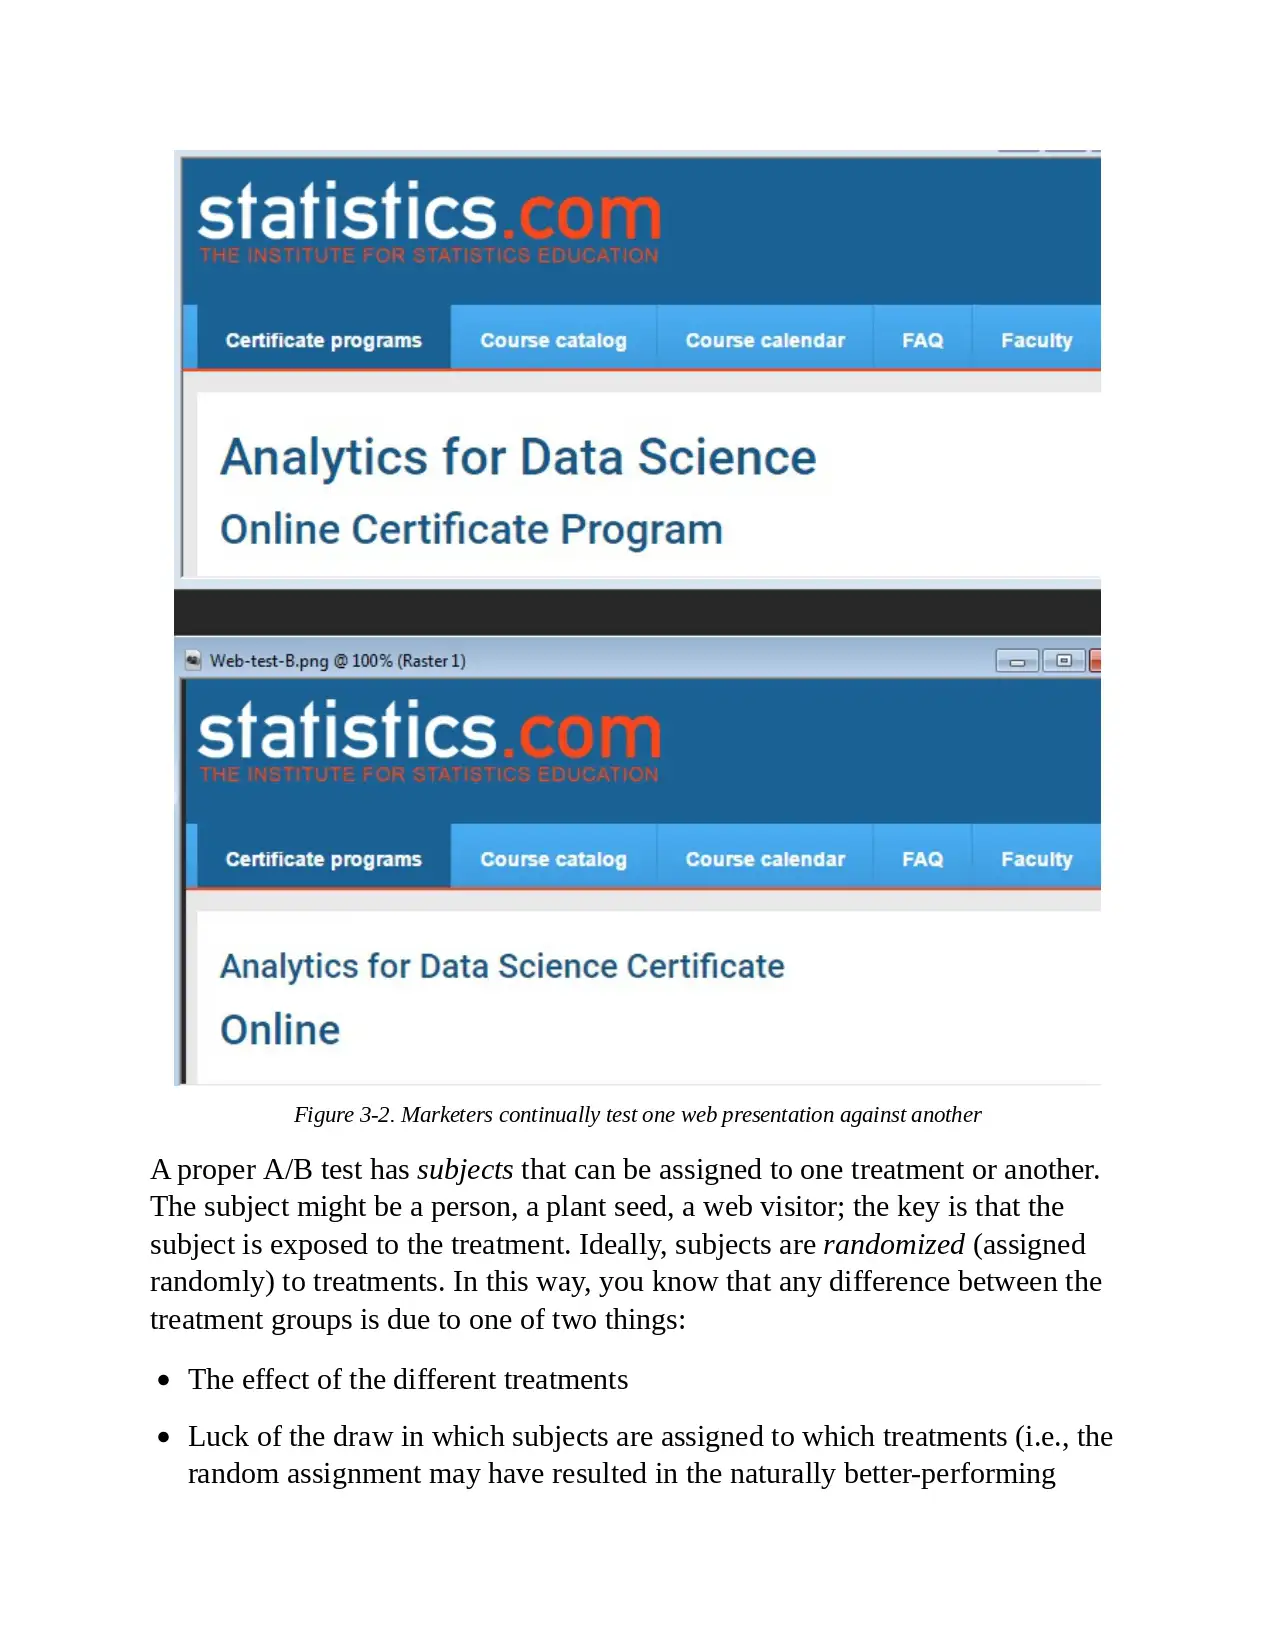 statistics.com
THE INSTITUTE FOR STATISTICS EDUCATION
Certificate programs Course catalog Course calendar FAQ Faculty
Analytics for Data Science
Online Certificate Program
Web-test-B.png @ 100% (Raster 1)
statistics.com
THE INSTITUTE FOR STATISTICS EDUCATION
Certificate programs Course catalog Course calendar FAQ Faculty
Analytics for Data Science Certificate
Online
Figure 3-2. Marketers continually test one web presentation against another
A proper A/B test has subjects that can be assigned to one treatment or another.
The subject might be a person, a plant seed, a web visitor; the key is that the
subject is exposed to the treatment. Ideally, subjects are randomized (assigned
randomly) to treatments. In this way, you know that any difference between the
treatment groups is due to one of two things:
• The effect of the different treatments
• Luck of the draw in which subjects are assigned to which treatments (i.e., the
random assignment may have resulted in the naturally better-performing